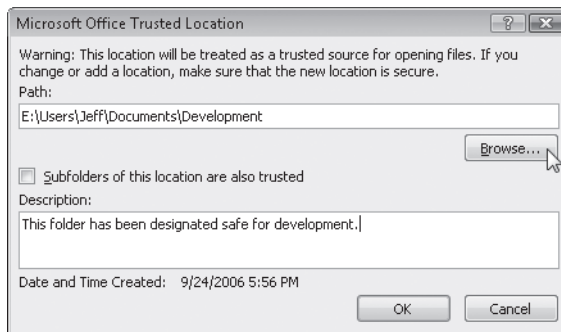 Microsoft Office Trusted Location
Warning: This location will be treated as a trusted source for opening files. If you
change or add a location, make sure that the new location is secure.
Path:
E:\Users\Jeff\Documents\Development
Browse...
Subfolders of this location are also trusted
Description:
This folder has been designated safe for development.
Date and Time Created: 9/24/2006 5:56 PM
OK Cancel